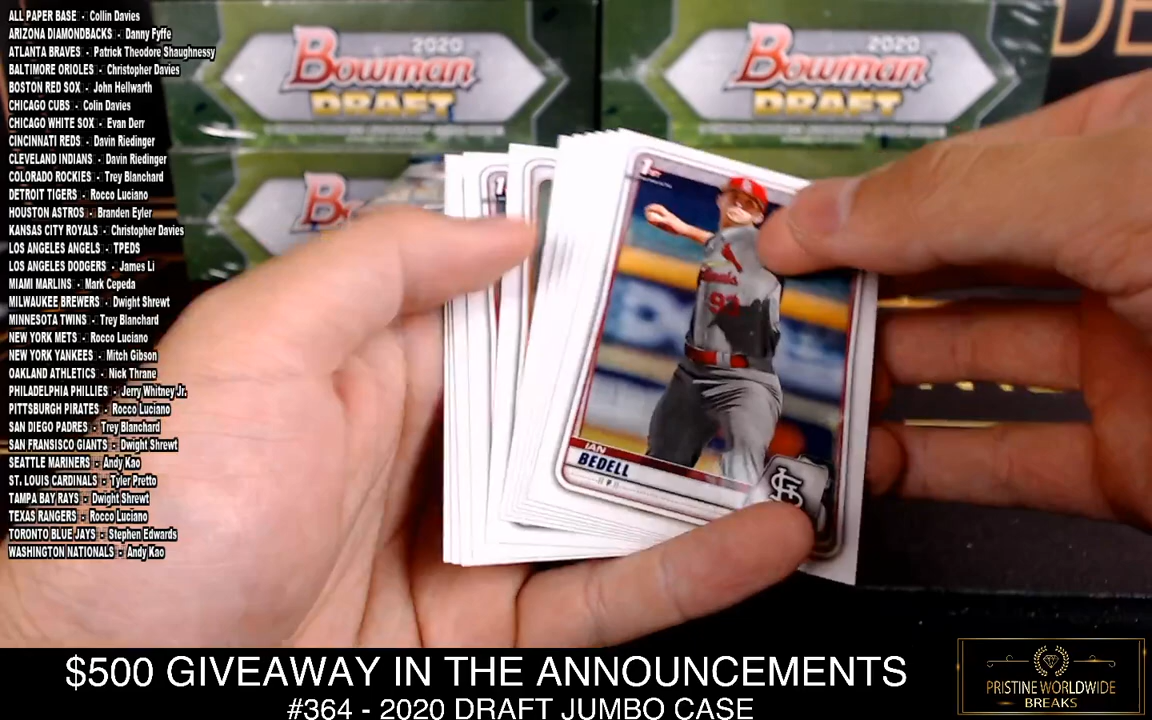 ALL PAPER BASE - Collin Davies
ARIZONA DIAMONDBACKS - Danny Fyffe
ATLANTA BRAVES - Patrick Theodore Shaughnessy
BALTIMORE ORIOLES - Christopher Davies
BOSTON RED SOX - John Hellwarth
CHICAGO CUBS - Colin Davies
CHICAGO WHITE SOX - Evan Derr
CINCINNATI REDS - Davin Riedinger
CLEVELAND INDIANS - Davin Riedinger
COLORADO ROCKIES - Trey Blanchard
DETROIT TIGERS - Rocco Luciano
HOUSTON ASTROS - Branden Eyler
KANSAS CITY ROYALS - Christopher Davies
LOS ANGELES ANGELS - TPEDS
LOS ANGELES DODGERS - James Li
MIAMI MARLINS - Mark Cepeda
MILWAUKEE BREWERS - Dwight Shrewt
MINNESOTA TWINS - Trey Blanchard
NEW YORK METS - Rocco Luciano
NEW YORK YANKEES - Mitch Gibson
OAKLAND ATHLETICS - Nick Thrane
PHILADELPHIA PHILLIES - Jerry Whitney Jr.
PITTSBURGH PIRATES - Rocco Luciano
SAN DIEGO PADRES - Trey Blanchard
SAN FRANSISCO GIANTS - Dwight Shrewt
SEATTLE MARINERS - Andy Kao
ST. LOUIS CARDINALS - Tyler Pretto
TAMPA BAY RAYS - Dwight Shrewt
TEXAS RANGERS - Rocco Luciano
TORONTO BLUE JAYS - Stephen Edwards
WASHINGTON NATIONALS - Andy Kao
2020
Bowman
DRAFT
2020
Bowman
DRAFT
B
DE
1ST
Cardinals
93
IAN
BEDELL
P
STL
$500 GIVEAWAY IN THE ANNOUNCEMENTS
#364 - 2020 DRAFT JUMBO CASE
PRISTINE WORLDWIDE
BREAKS